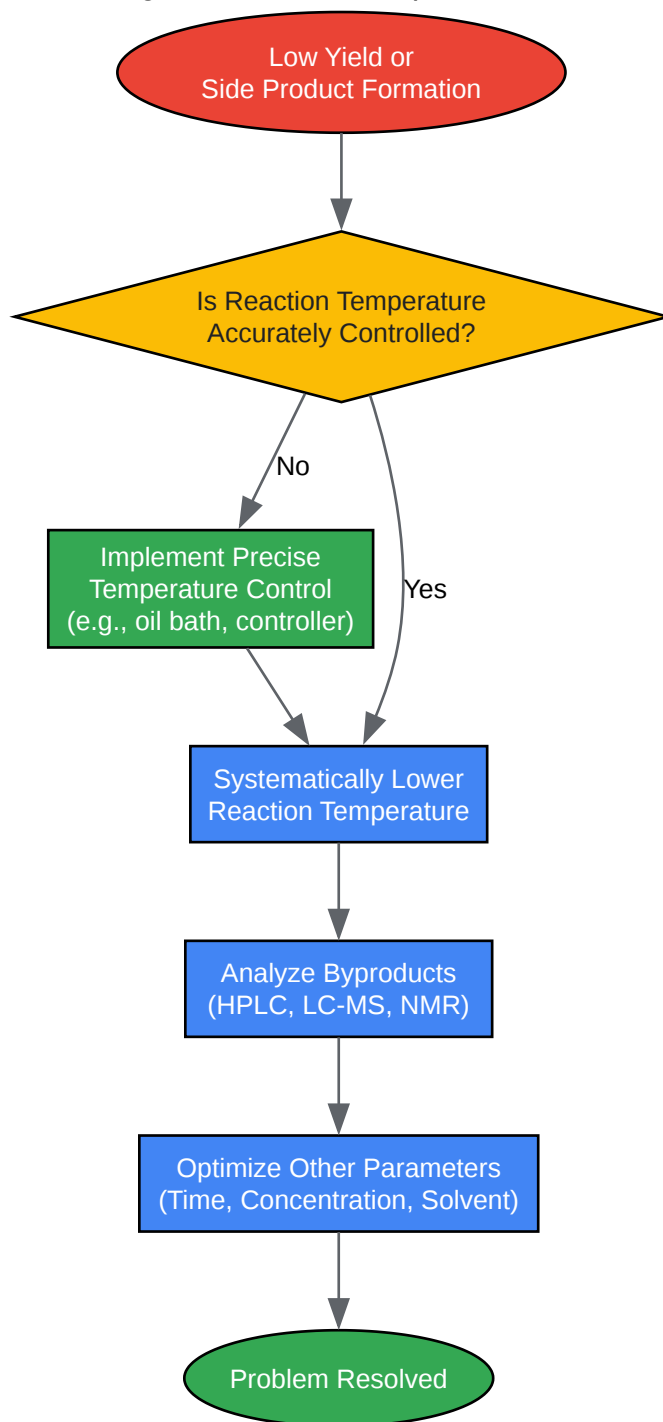 Low Yield or
Side Product Formation
Is Reaction Temperature
Accurately Controlled?
No
Implement Precise
Temperature Control
(e.g., oil bath, controller)
Yes
Systematically Lower
Reaction Temperature
Analyze Byproducts
(HPLC, LC-MS, NMR)
Optimize Other Parameters
(Time, Concentration, Solvent)
Problem Resolved